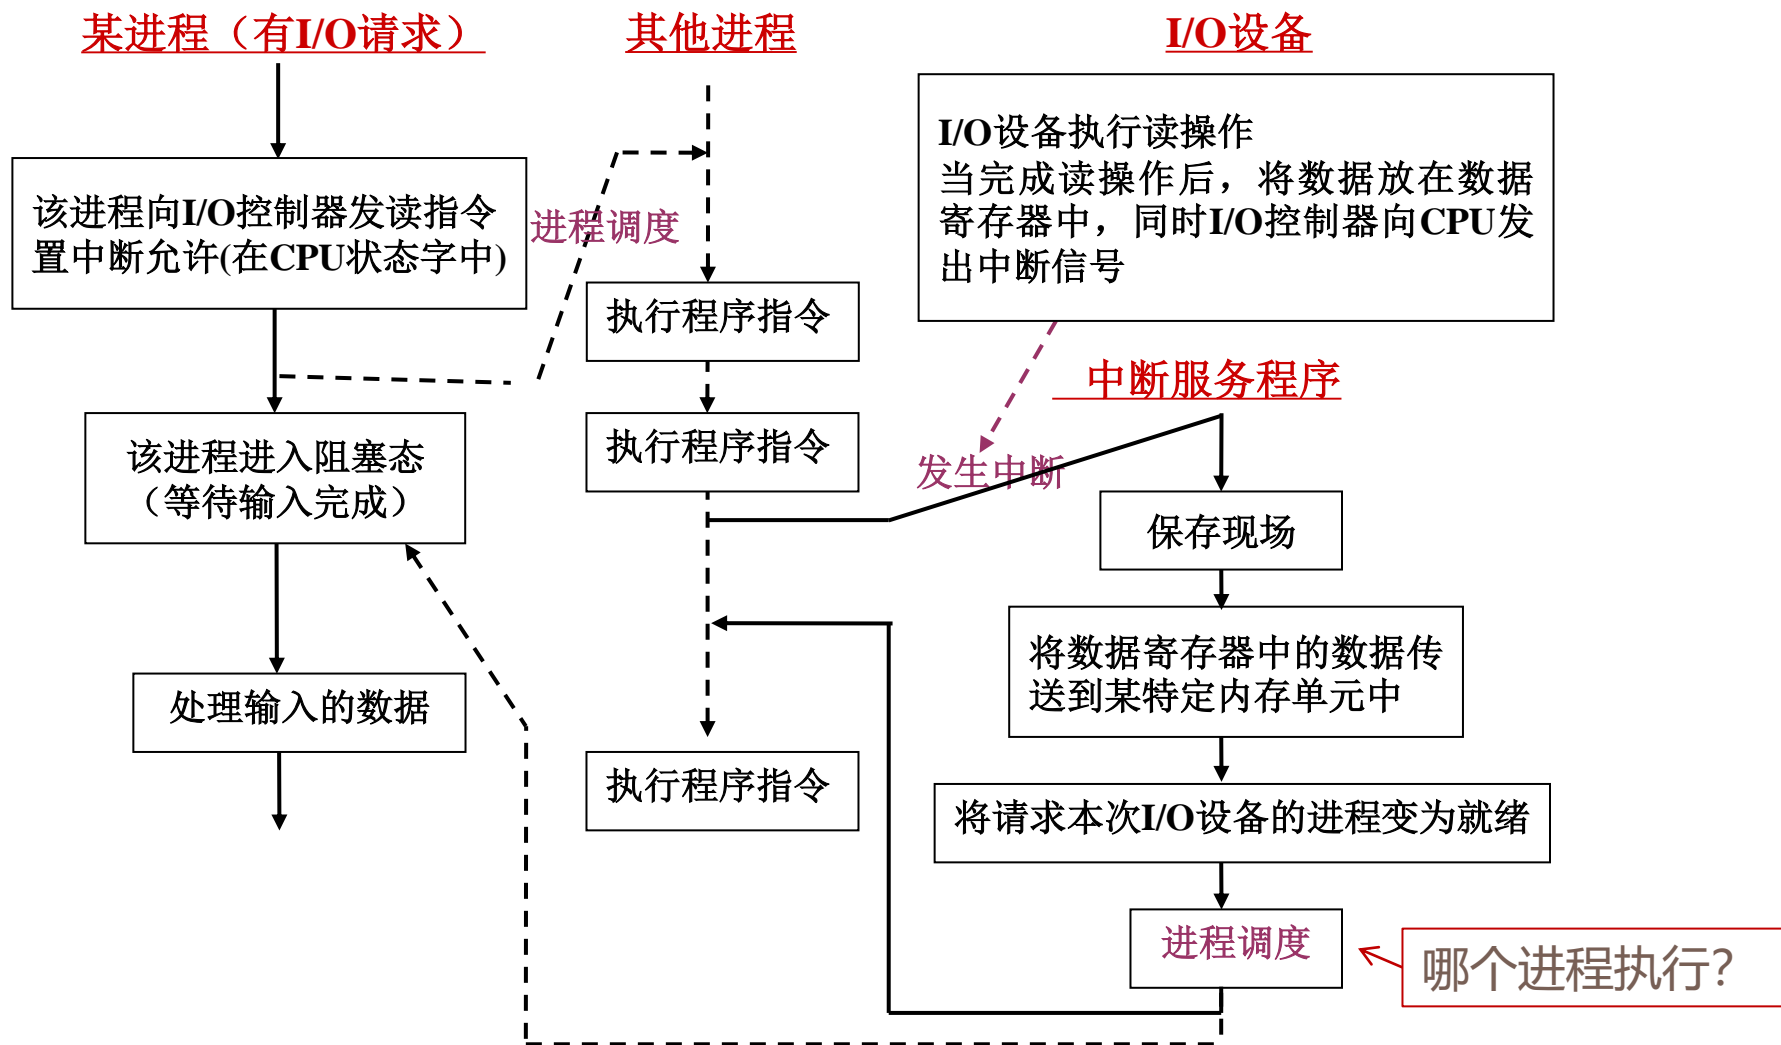 某进程（有I/O请求）
该进程向I/O控制器发读指令
置中断允许(在CPU状态字中)
该进程进入阻塞态
（等待输入完成）
处理输入的数据
进程调度
其他进程
执行程序指令
执行程序指令
执行程序指令
I/O设备
I/O设备执行读操作
当完成读操作后，将数据放在数据
寄存器中，同时I/O控制器向CPU发
出中断信号
发生中断
中断服务程序
保存现场
将数据寄存器中的数据传
送到某特定内存单元中
将请求本次I/O设备的进程变为就绪
进程调度
哪个进程执行?